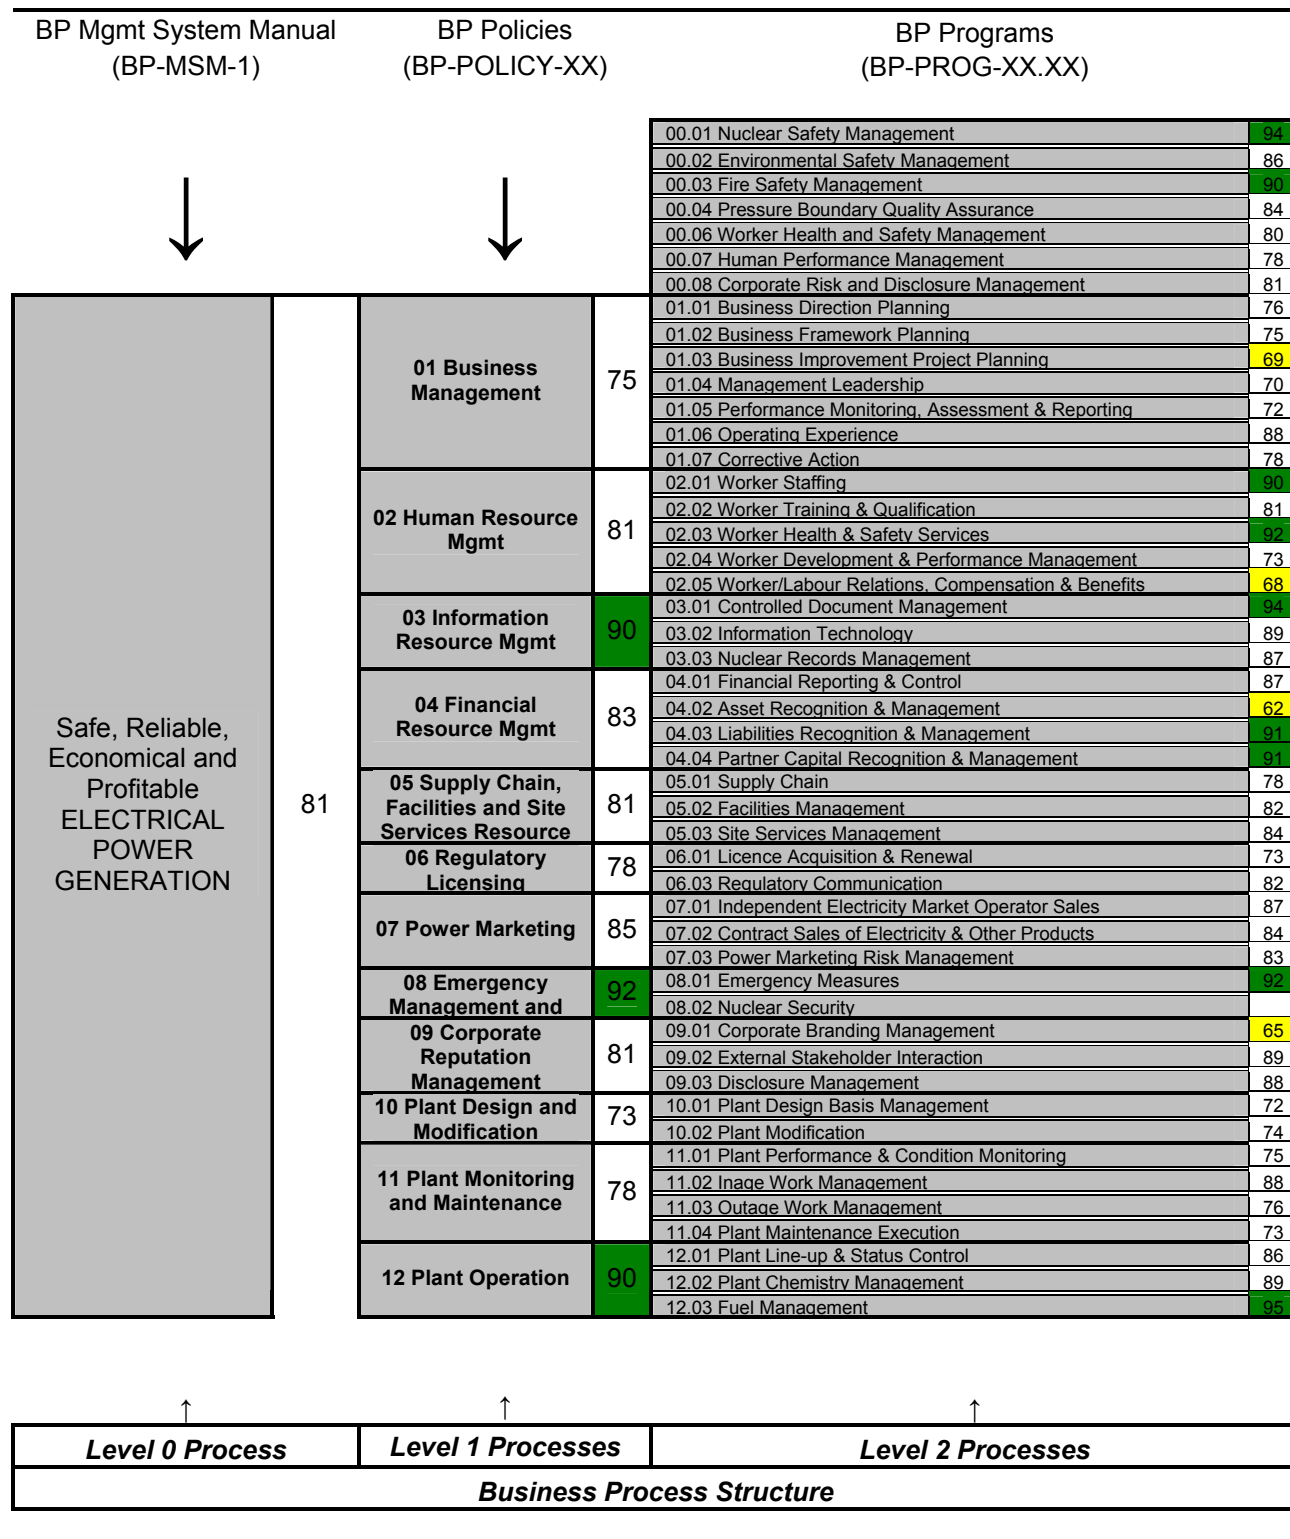 BP Mgmt System Manual
(BP-MSM-1)
BP Policies
(BP-POLICY-XX)
BP Programs
(BP-PROG-XX.XX)
↓
↓
00.01 Nuclear Safety Management 94
00.02 Environmental Safety Management 86
00.03 Fire Safety Management 90
00.04 Pressure Boundary Quality Assurance 84
00.06 Worker Health and Safety Management 80
00.07 Human Performance Management 78
00.08 Corporate Risk and Disclosure Management 81
Safe, Reliable,
Economical and
Profitable
ELECTRICAL
POWER
GENERATION
81
01 Business
Management
75
01.01 Business Direction Planning 76
01.02 Business Framework Planning 75
01.03 Business Improvement Project Planning 69
01.04 Management Leadership 70
01.05 Performance Monitoring, Assessment & Reporting 72
01.06 Operating Experience 88
01.07 Corrective Action 78
02 Human Resource
Mgmt
81
02.01 Worker Staffing 90
02.02 Worker Training & Qualification 81
02.03 Worker Health & Safety Services 92
02.04 Worker Development & Performance Management 73
02.05 Worker/Labour Relations, Compensation & Benefits 68
03 Information
Resource Mgmt
90
03.01 Controlled Document Management 94
03.02 Information Technology 89
03.03 Nuclear Records Management 87
04 Financial
Resource Mgmt
83
04.01 Financial Reporting & Control 87
04.02 Asset Recognition & Management 62
04.03 Liabilities Recognition & Management 91
04.04 Partner Capital Recognition & Management 91
05 Supply Chain,
Facilities and Site
Services Resource
81
05.01 Supply Chain 78
05.02 Facilities Management 82
05.03 Site Services Management 84
06 Regulatory
Licensing
78
06.01 Licence Acquisition & Renewal 73
06.03 Regulatory Communication 82
07 Power Marketing
85
07.01 Independent Electricity Market Operator Sales 87
07.02 Contract Sales of Electricity & Other Products 84
07.03 Power Marketing Risk Management 83
08 Emergency
Management and
92
08.01 Emergency Measures 92
08.02 Nuclear Security
09 Corporate
Reputation
Management
81
09.01 Corporate Branding Management 65
09.02 External Stakeholder Interaction 89
09.03 Disclosure Management 88
10 Plant Design and
Modification
73
10.01 Plant Design Basis Management 72
10.02 Plant Modification 74
11 Plant Monitoring
and Maintenance
78
11.01 Plant Performance & Condition Monitoring 75
11.02 Inage Work Management 88
11.03 Outage Work Management 76
11.04 Plant Maintenance Execution 73
12 Plant Operation
90
12.01 Plant Line-up & Status Control 86
12.02 Plant Chemistry Management 89
12.03 Fuel Management 95
↑
↑
↑
Level 0 Process
Level 1 Processes
Level 2 Processes
Business Process Structure